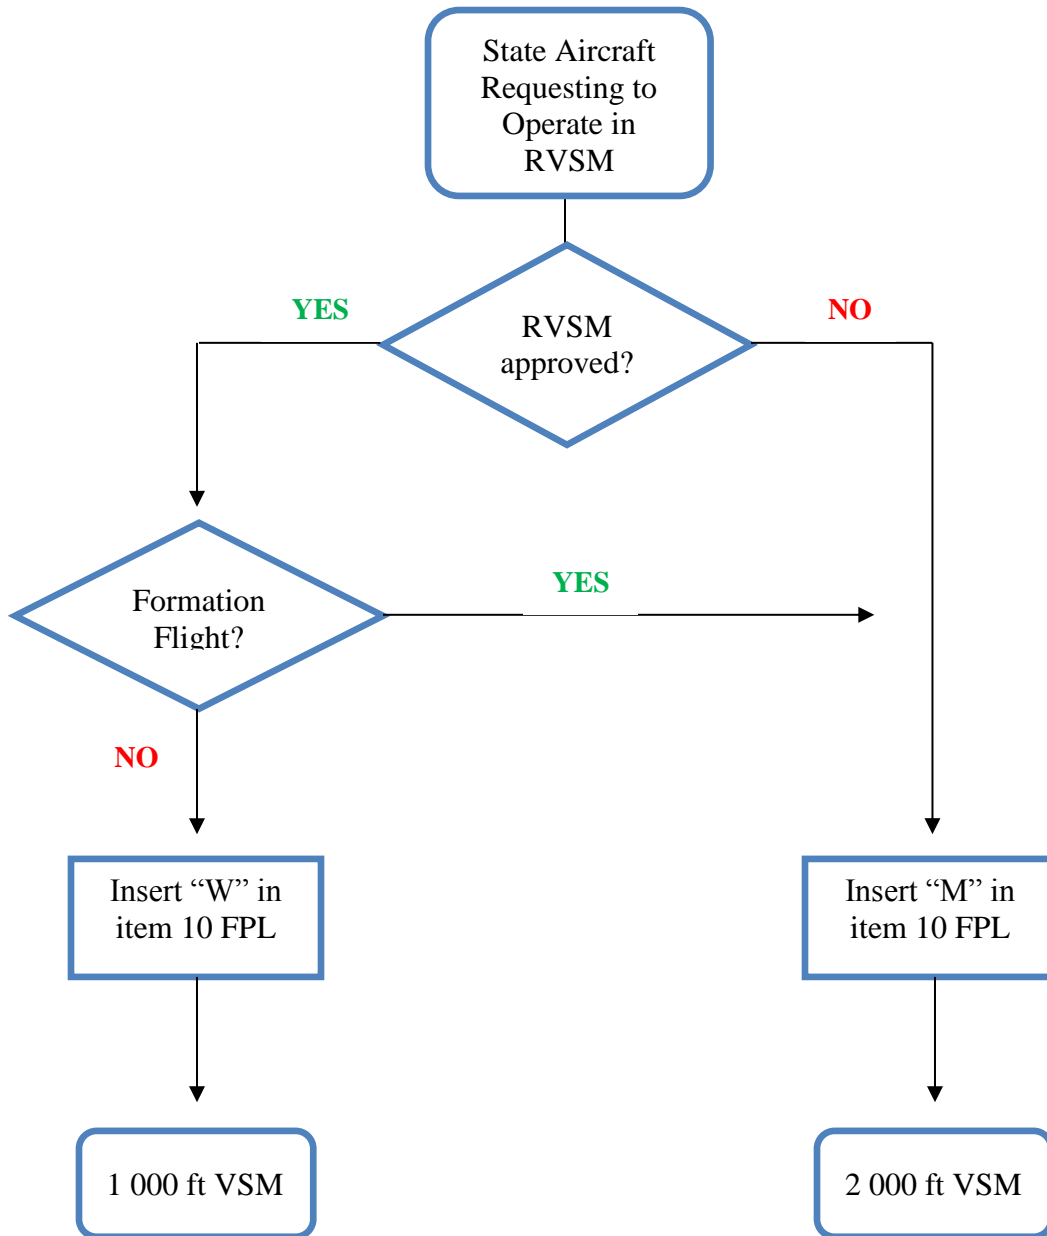 State Aircraft
Requesting to
Operate in
RVSM
YES
NO
RVSM
approved?
YES
Formation
Flight?
NO
Insert “W” in
item 10 FPL
Insert “M” in
item 10 FPL
1 000 ft VSM
2 000 ft VSM